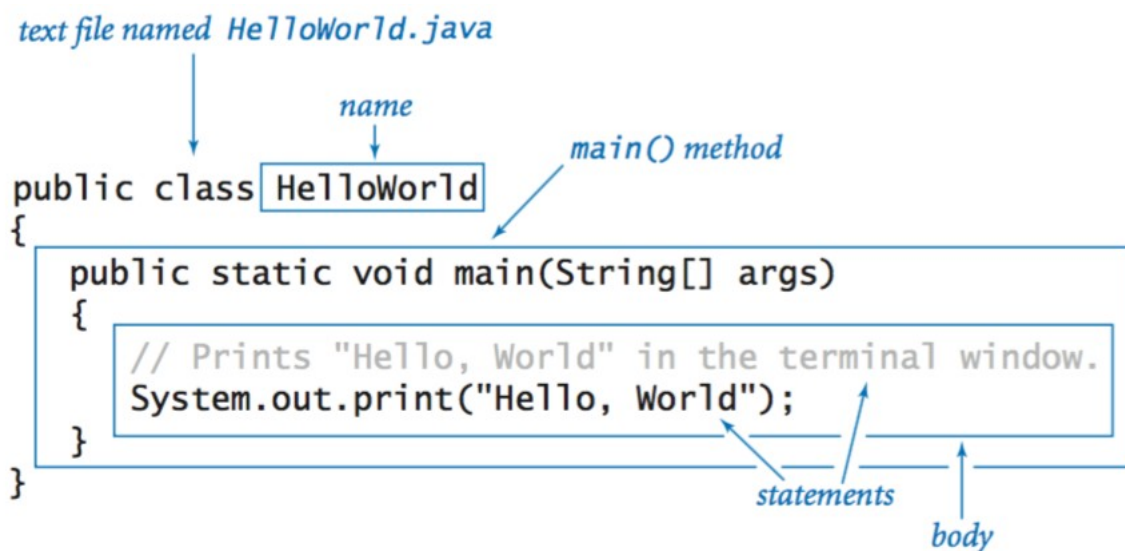 text file named HelloWorld.java
name
main() method
public class HelloWorld
{
public static void main(String[] args)
{
// Prints "Hello, World" in the terminal window.
System.out.print("Hello, World");
}
}
statements
body